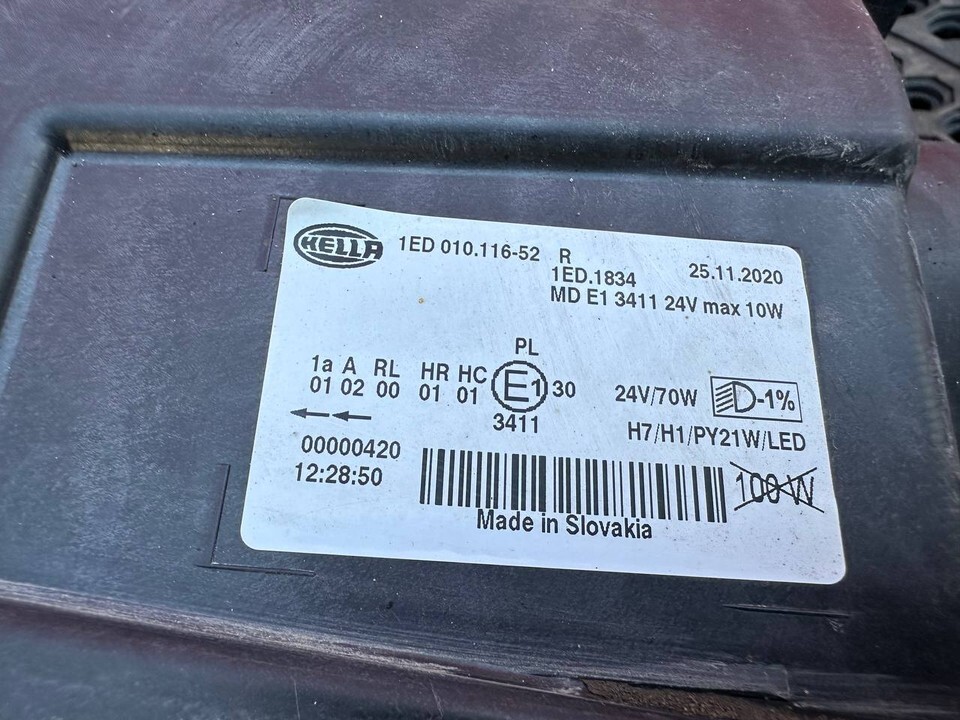 HELLA 1ED 010.116-52 R 25.11.2020
1ED.1834
MD E1 3411 24V max 10W
PL
1a A RL HR HC E1 30 24V/70W -1%
01 02 00 01 01
3411 H7/H1/PY21W/LED
00000420
12:28:50 100 W
Made in Slovakia